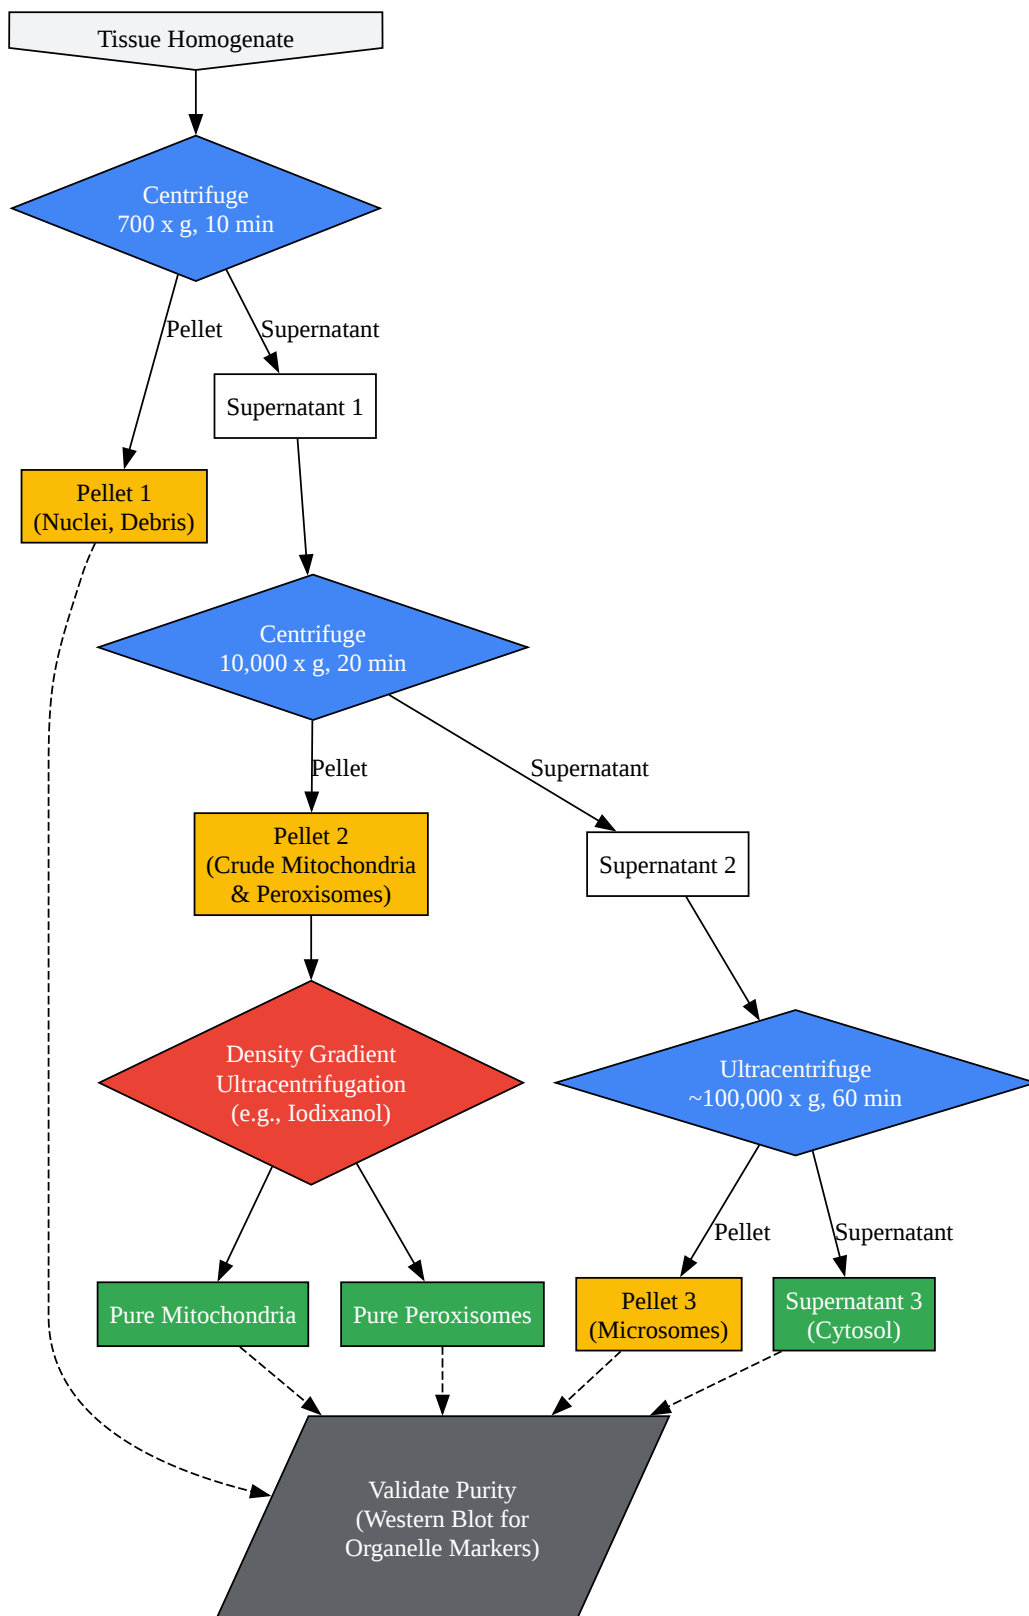 Tissue Homogenate
Centrifuge
700 x g, 10 min
Pellet
Supernatant
Supernatant 1
Pellet 1
(Nuclei, Debris)
Centrifuge
10,000 x g, 20 min
Pellet
Supernatant
Pellet 2
(Crude Mitochondria
& Peroxisomes)
Supernatant 2
Density Gradient
Ultracentrifugation
(e.g., Iodixanol)
Ultracentrifuge
~100,000 x g, 60 min
Pellet
Supernatant
Pure Mitochondria
Pure Peroxisomes
Pellet 3
(Microsomes)
Supernatant 3
(Cytosol)
Validate Purity
(Western Blot for
Organelle Markers)